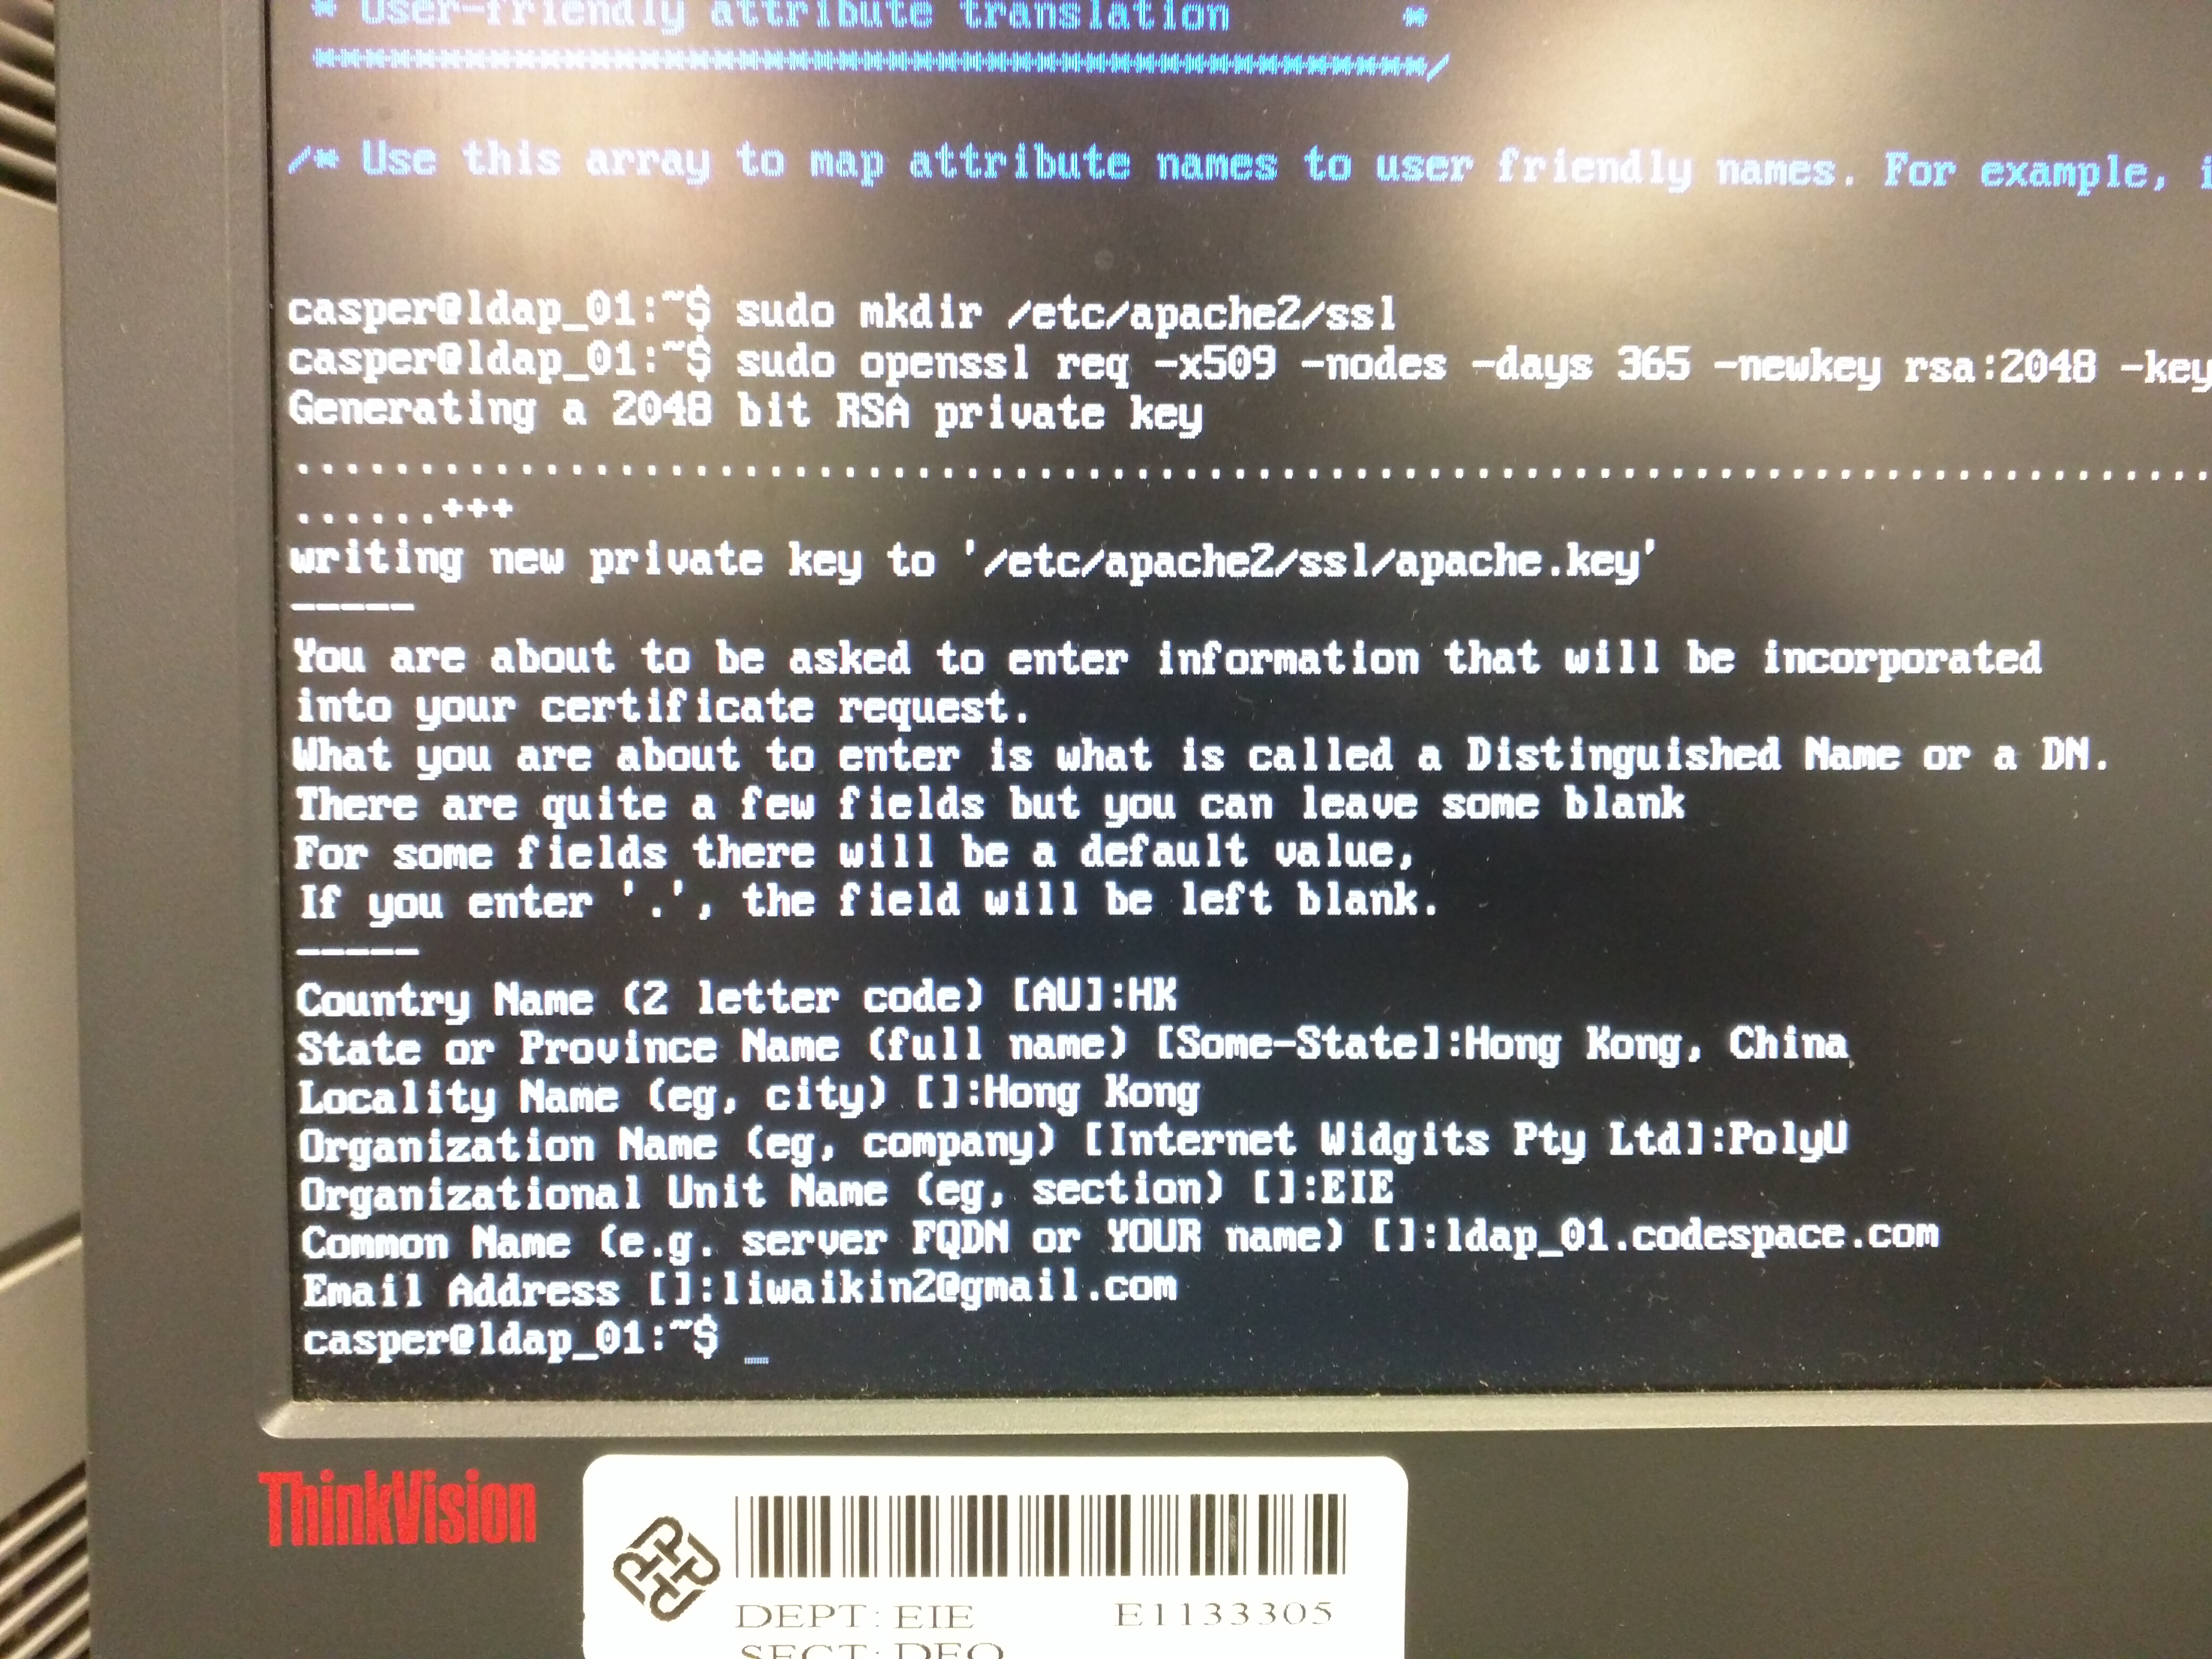 * User-friendly attribute translation *
*****************************************************/
/* Use this array to map attribute names to user friendly names. For example, i
casper@ldap_01:~$ sudo mkdir /etc/apache2/ssl
casper@ldap_01:~$ sudo openssl req -x509 -nodes -days 365 -newkey rsa:2048 -key
Generating a 2048 bit RSA private key
..............................................................................
......+++
writing new private key to '/etc/apache2/ssl/apache.key'
-----
You are about to be asked to enter information that will be incorporated
into your certificate request.
What you are about to enter is what is called a Distinguished Name or a DN.
There are quite a few fields but you can leave some blank
For some fields there will be a default value,
If you enter '.', the field will be left blank.
-----
Country Name (2 letter code) [AU]:HK
State or Province Name (full name) [Some-State]:Hong Kong, China
Locality Name (eg, city) []:Hong Kong
Organization Name (eg, company) [Internet Widgits Pty Ltd]:PolyU
Organizational Unit Name (eg, section) []:EIE
Common Name (e.g. server FQDN or YOUR name) []:ldap_01.codespace.com
Email Address []:liwaikin2@gmail.com
casper@ldap_01:~$ _
ThinkVision
DEPT: EIE E1133305
SECT: DEO